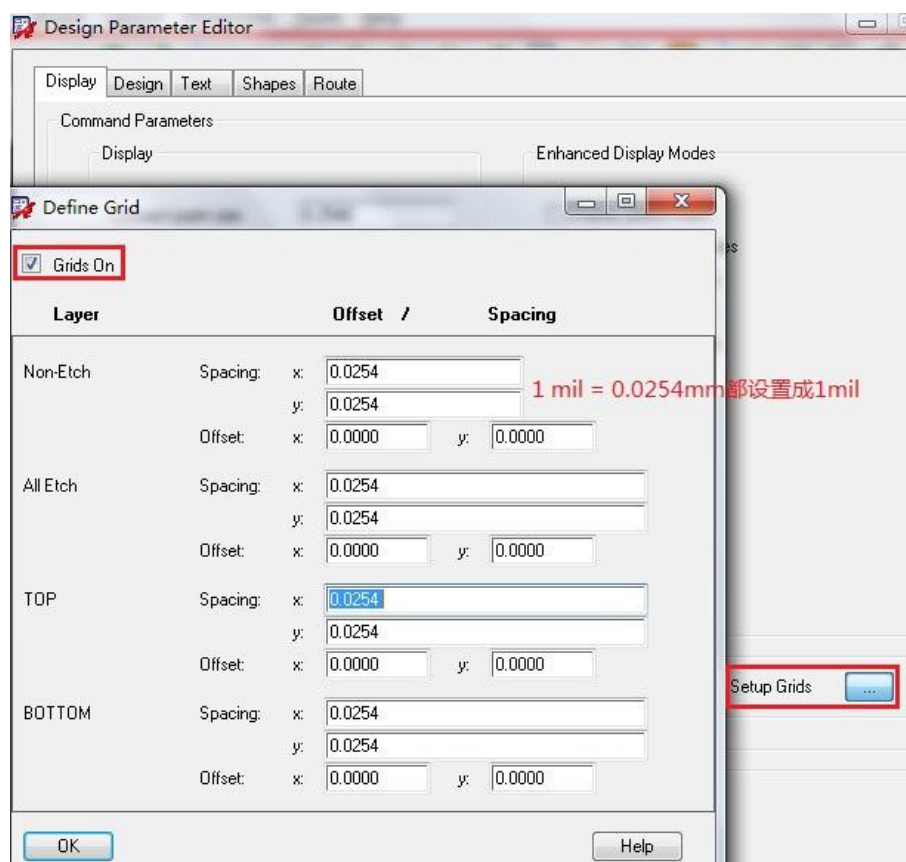 Design Parameter Editor
Display Design Text Shapes Route
Command Parameters
Display Enhanced Display Modes
Define Grid
Grids On
Layer Offset / Spacing
Non-Etch Spacing: x: 0.0254
y: 0.0254
1 mil = 0.0254mm都设置成1mil
Offset: x: 0.0000 y: 0.0000
All Etch Spacing: x: 0.0254
y: 0.0254
Offset: x: 0.0000 y: 0.0000
TOP Spacing: x: 0.0254
y: 0.0254
Offset: x: 0.0000 y: 0.0000
Setup Grids ...
BOTTOM Spacing: x: 0.0254
y: 0.0254
Offset: x: 0.0000 y: 0.0000
OK Help